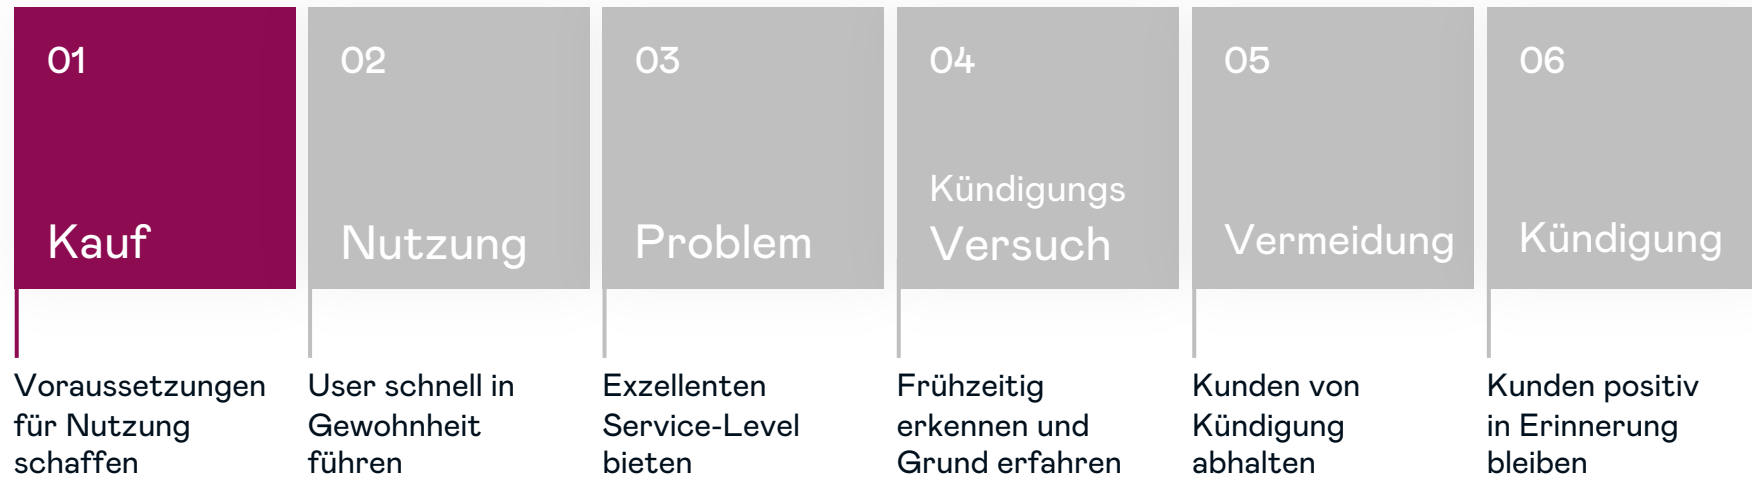 01
Kauf
Voraussetzungen
für Nutzung
schaffen
02
Nutzung
User schnell in
Gewohnheit
führen
03
Problem
Exzellenten
Service-Level
bieten
04
Kündigungs
Versuch
Frühzeitig
erkennen und
Grund erfahren
05
Vermeidung
Kunden von
Kündigung
abhalten
06
Kündigung
Kunden positiv
in Erinnerung
bleiben